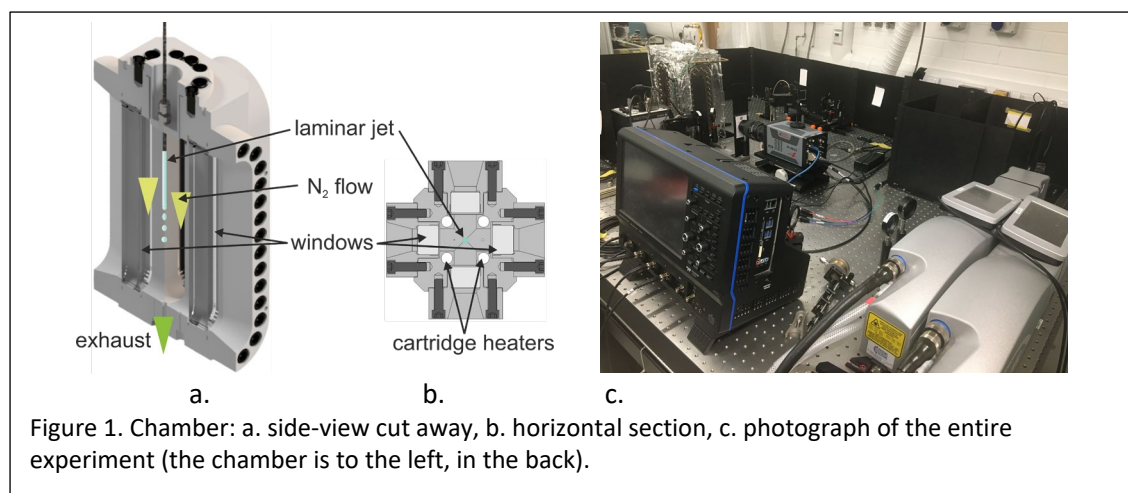 laminar jet
N₂ flow
windows
exhaust
cartridge heaters
a. b. c.
Figure 1. Chamber: a. side-view cut away, b. horizontal section, c. photograph of the entire
experiment (the chamber is to the left, in the back).